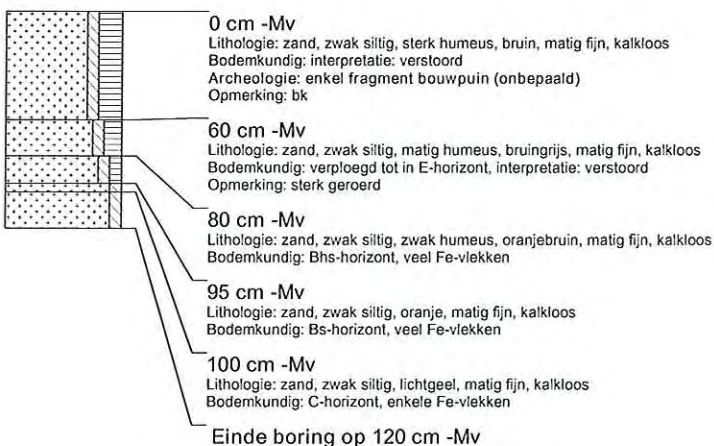 0 cm -Mv
Lithologie: zand, zwak siltig, sterk humeus, bruin, matig fijn, kalkloos
Bodemkundig: interpretatie: verstoord
Archeologie: enkel fragment bouwpuin (onbepaald)
Opmerking: bk
60 cm -Mv
Lithologie: zand, zwak siltig, matig humeus, bruingrijs, matig fijn, kalkloos
Bodemkundig: verploegd tot in E-horizont, interpretatie: verstoord
Opmerking: sterk geroerd
80 cm -Mv
Lithologie: zand, zwak siltig, zwak humeus, oranjebruin, matig fijn, kalkloos
Bodemkundig: Bhs-horizont, veel Fe-vlekken
95 cm -Mv
Lithologie: zand, zwak siltig, oranje, matig fijn, kalkloos
Bodemkundig: Bs-horizont, veel Fe-vlekken
100 cm -Mv
Lithologie: zand, zwak siltig, lichtgeel, matig fijn, kalkloos
Bodemkundig: C-horizont, enkele Fe-vlekken
Einde boring op 120 cm -Mv